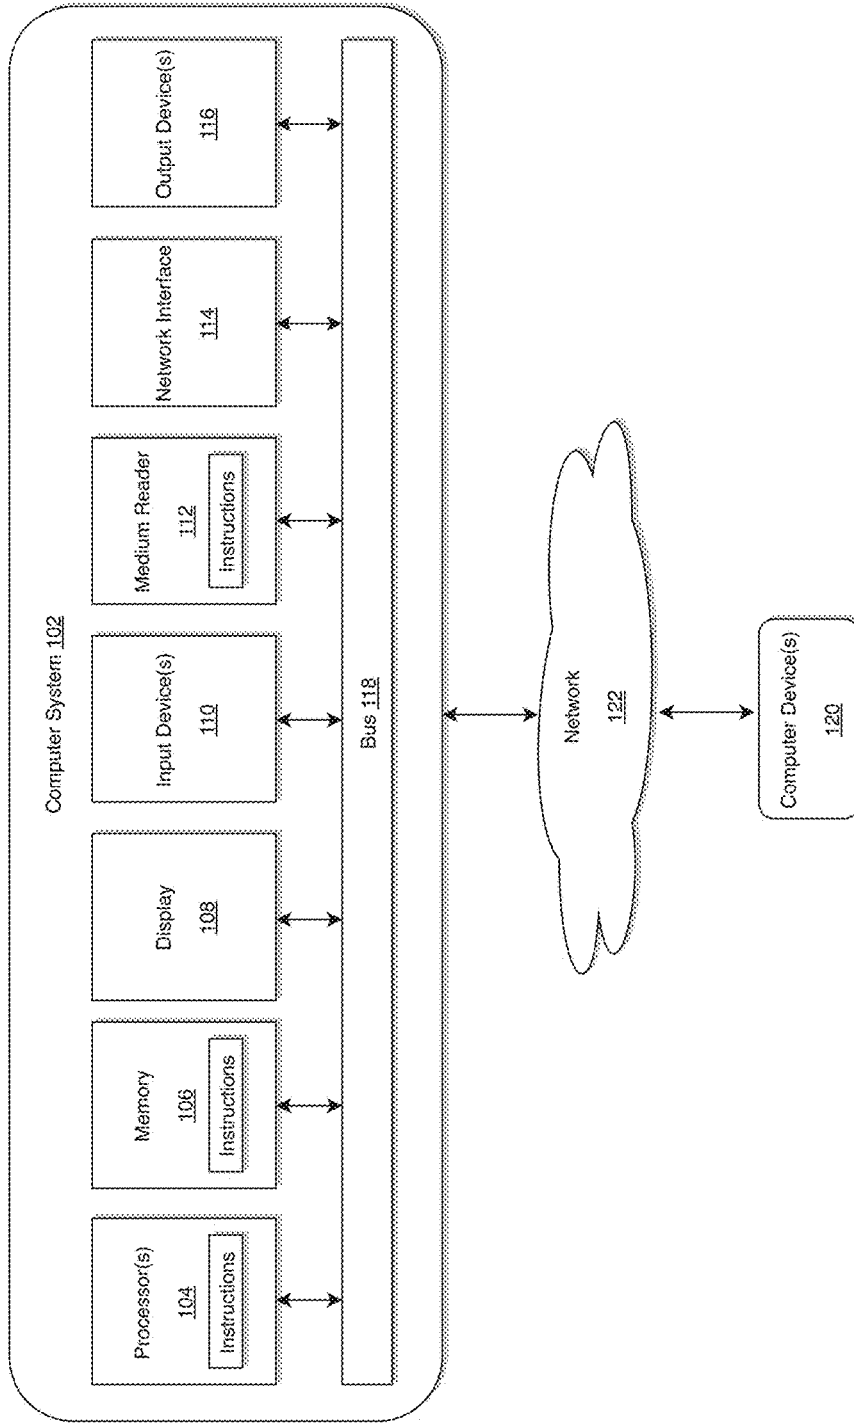 Computer System 102
Processor(s)
104
Instructions
Memory
106
Instructions
Display
108
Input Device(s)
110
Medium Reader
112
Instructions
Network Interface
114
Output Device(s)
116
Bus 118
Network
122
Computer Device(s)
120